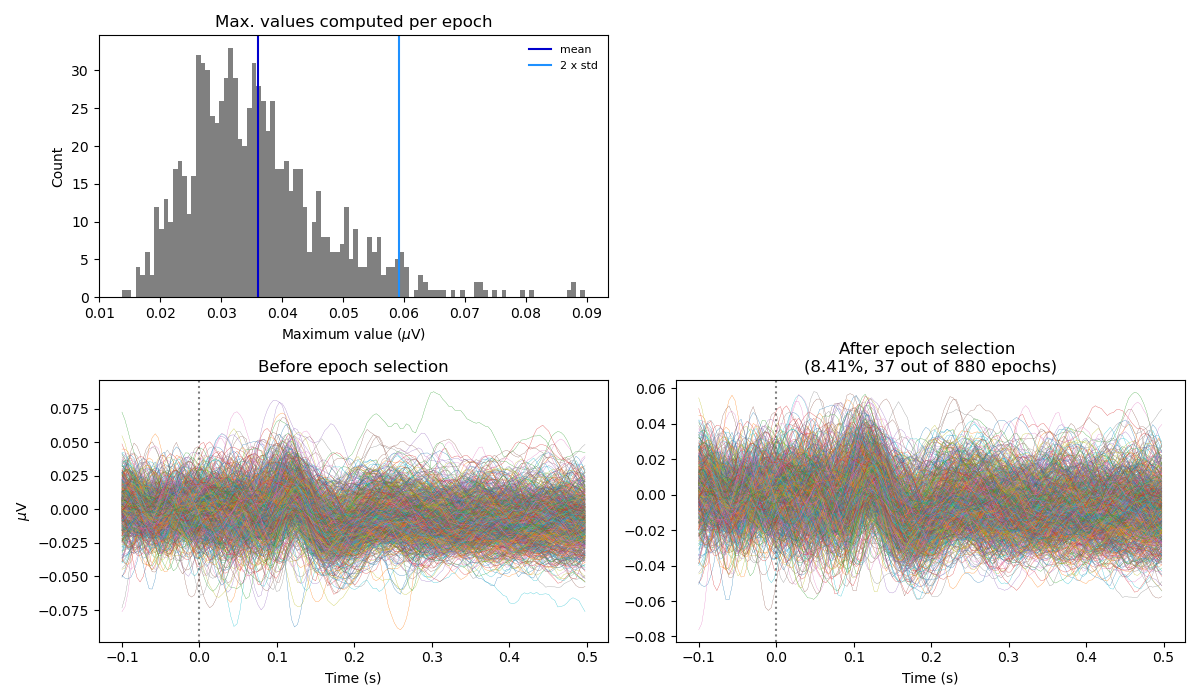 Max. values computed per epoch
mean
2 x std
30
25
20
15
10
5
0
Count
0.01 0.02 0.03 0.04 0.05 0.06 0.07 0.08 0.09
Maximum value (μV)
Before epoch selection
0.075
0.050
0.025
0.000
−0.025
−0.050
−0.075
μV
−0.1 0.0 0.1 0.2 0.3 0.4 0.5
Time (s)
After epoch selection
(8.41%, 37 out of 880 epochs)
0.06
0.04
0.02
0.00
−0.02
−0.04
−0.06
−0.08
−0.1 0.0 0.1 0.2 0.3 0.4 0.5
Time (s)